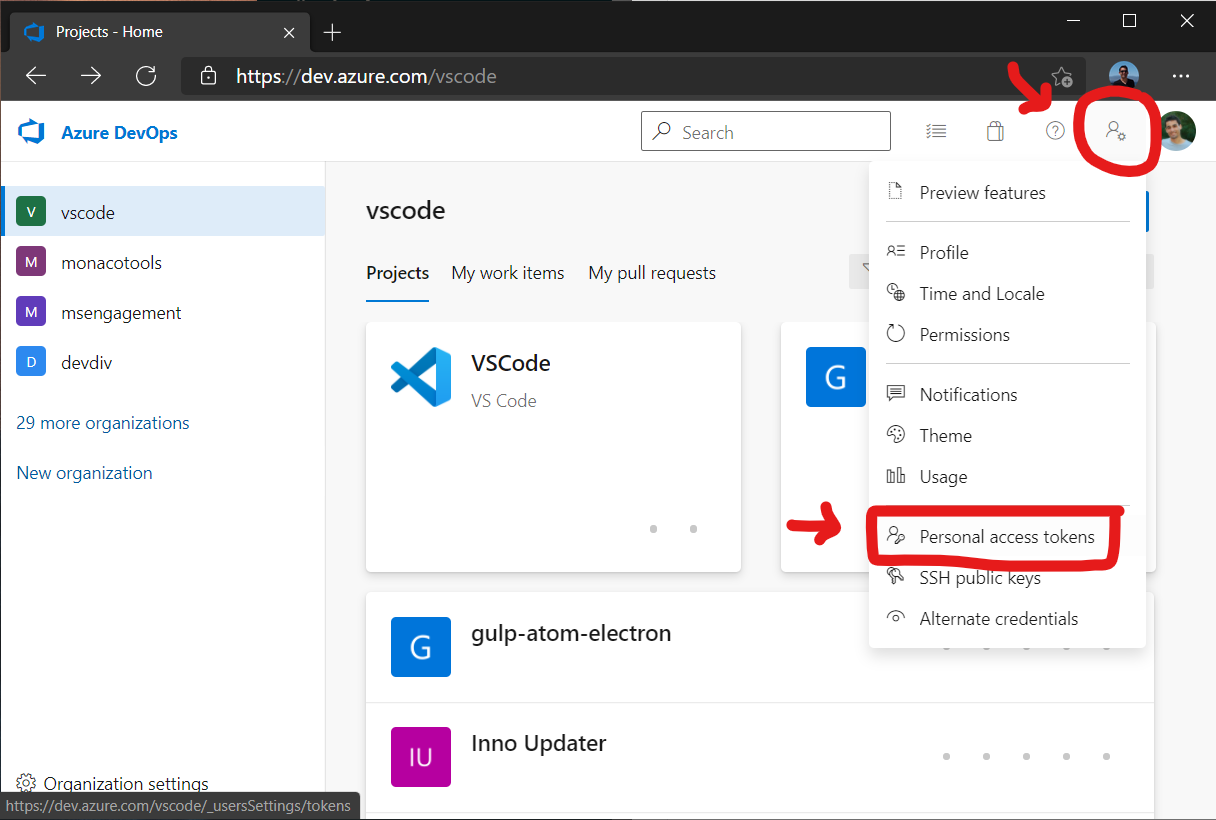 Projects - Home
https://dev.azure.com/vscode
Azure DevOps
Search
V vscode
M monacotools
M msengagement
D devdiv
29 more organizations
New organization
Organization settings
https://dev.azure.com/vscode/_usersSettings/tokens
vscode
Projects My work items My pull requests
VSCode
VS Code
G
G gulp-atom-electron
IU Inno Updater
Preview features
Profile
Time and Locale
Permissions
Notifications
Theme
Usage
Personal access tokens
SSH public keys
Alternate credentials